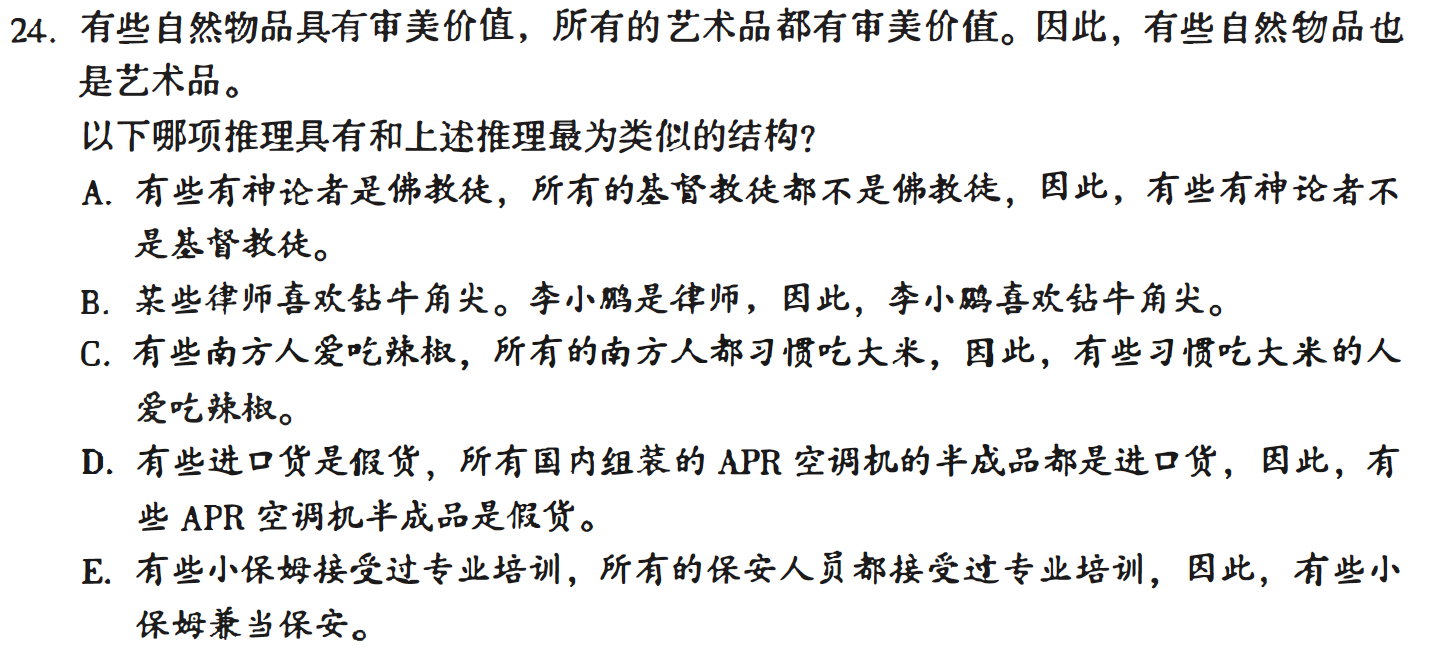 24. 有些自然物品具有审美价值，所有的艺术品都有审美价值。因此，有些自然物品也
是艺术品。
以下哪项推理具有和上述推理最为类似的结构？
A. 有些有神论者是佛教徒，所有的基督教徒都不是佛教徒，因此，有些有神论者不
是基督教徒。
B. 某些律师喜欢钻牛角尖。李小鹏是律师，因此，李小鹏喜欢钻牛角尖。
C. 有些南方人爱吃辣椒，所有的南方人都习惯吃大米，因此，有些习惯吃大米的人
爱吃辣椒。
D. 有些进口货是假货，所有国内组装的 APR 空调机的半成品都是进口货，因此，有
些 APR 空调机半成品是假货。
E. 有些小保姆接受过专业培训，所有的保安人员都接受过专业培训，因此，有些小
保姆兼当保安。